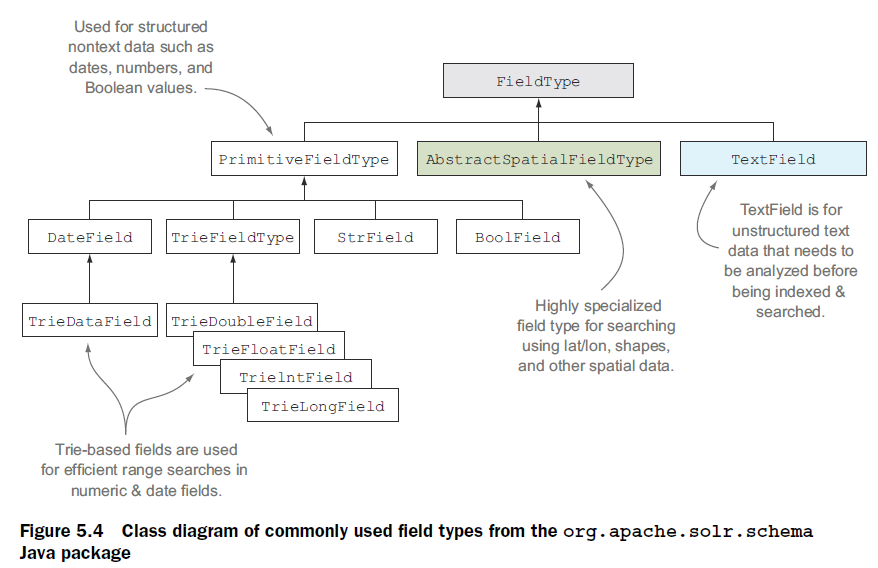 Used for structured
nontext data such as
dates, numbers, and
Boolean values.
FieldType
PrimitiveFieldType
AbstractSpatialFieldType
TextField
DateField
TrieFieldType
StrField
BoolField
TextField is for
unstructured text
data that needs to
be analyzed before
being indexed &
searched.
TrieDataField
TrieDoubleField
TrieFloatField
TrielntField
TrieLongField
Highly specialized
field type for searching
using lat/lon, shapes,
and other spatial data.
Trie-based fields are used
for efficient range searches in
numeric & date fields.
Figure 5.4 Class diagram of commonly used field types from the org.apache.solr.schema
Java package